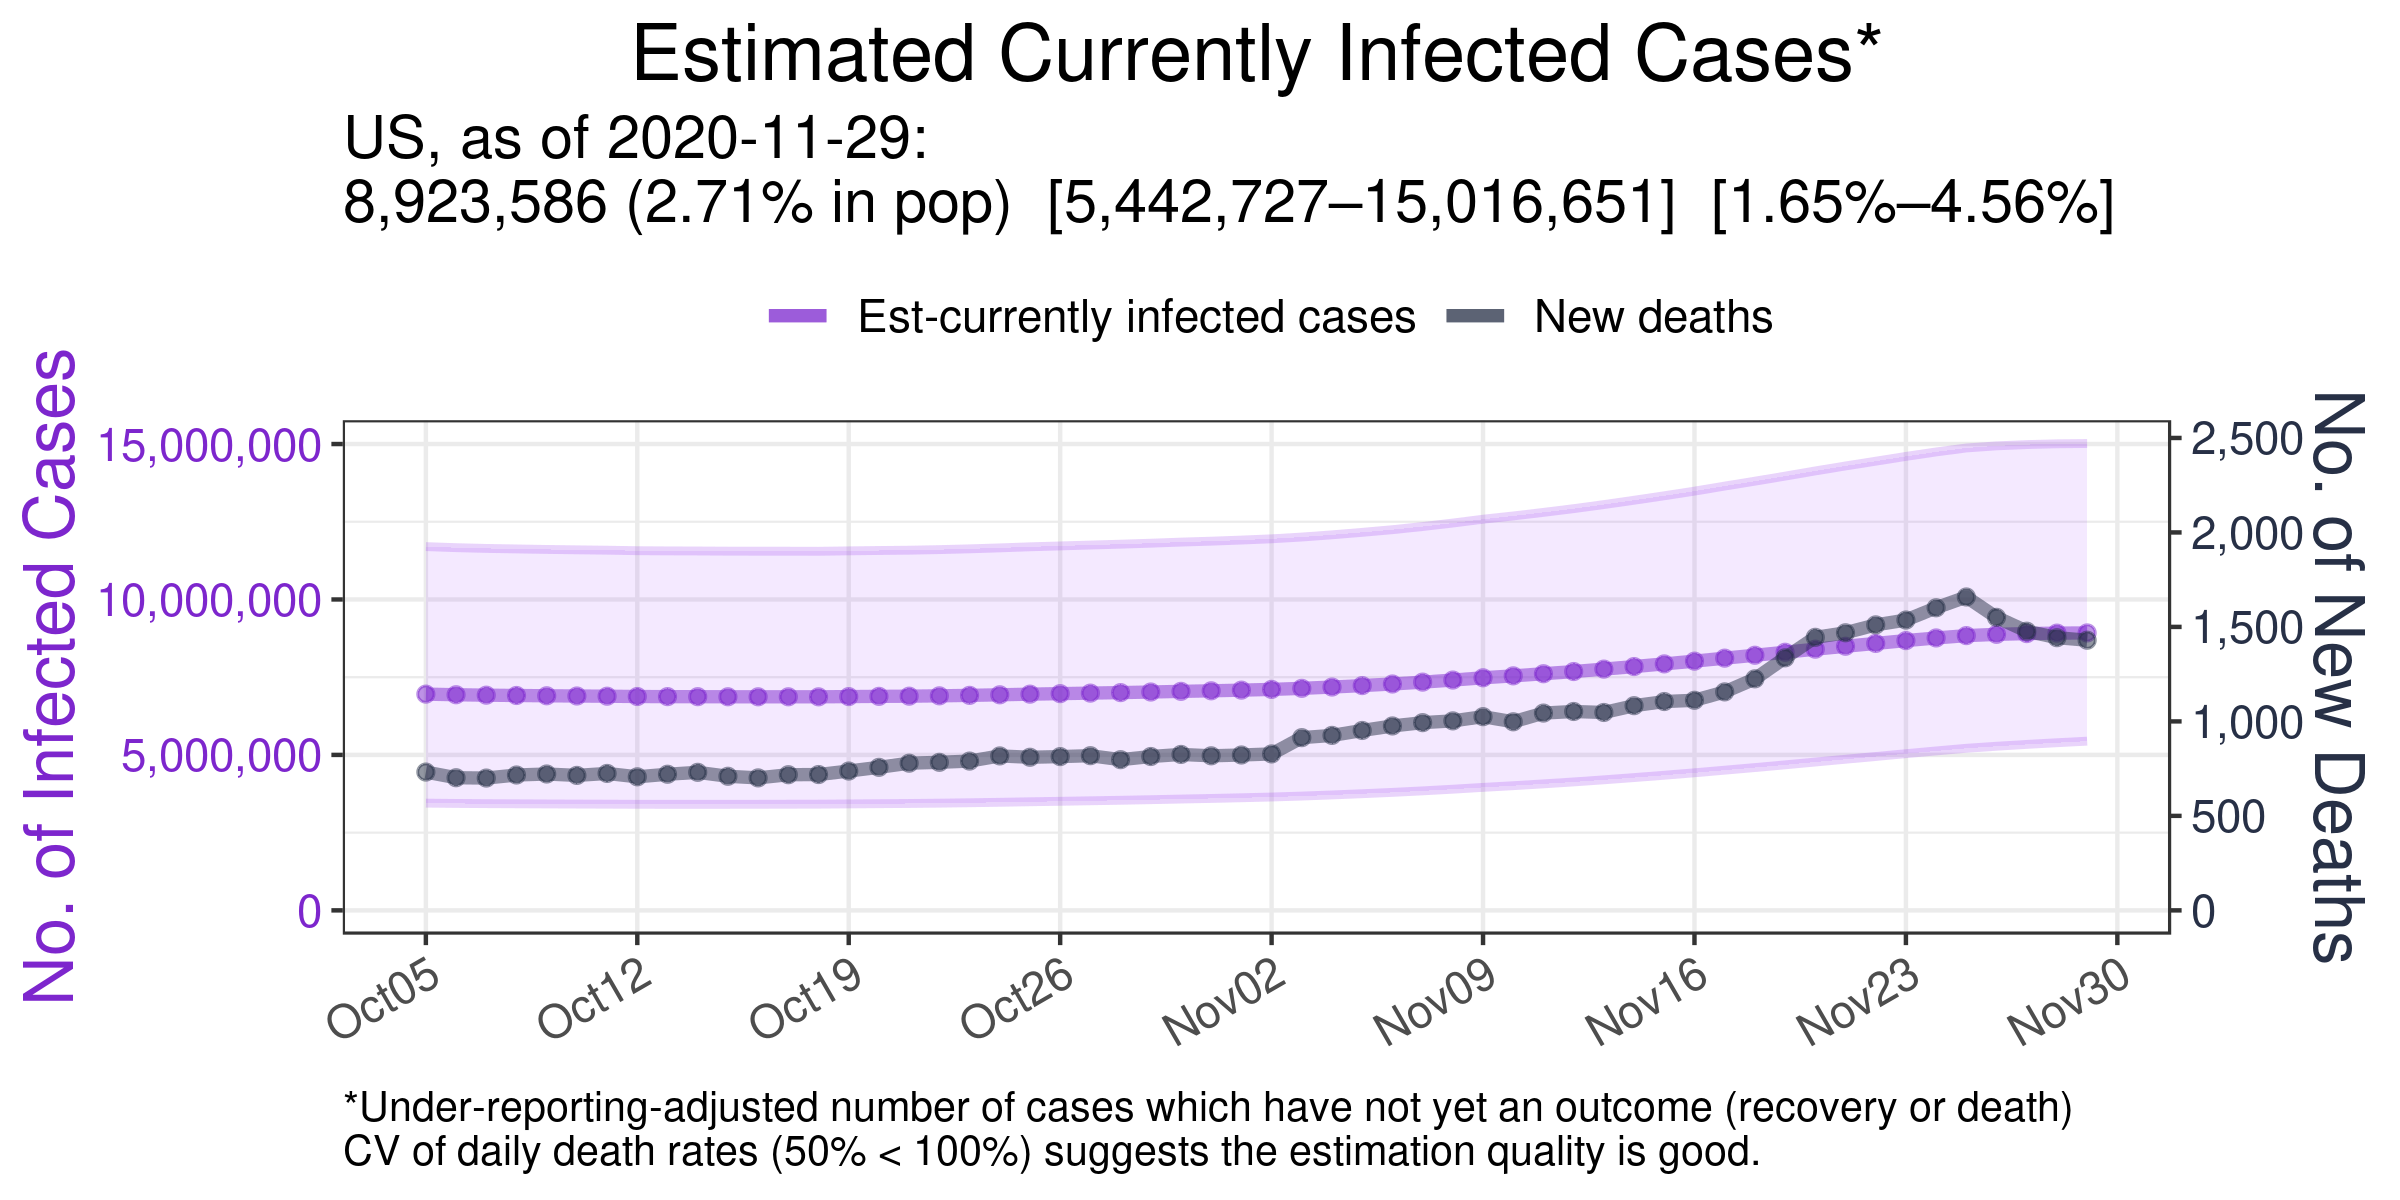 Estimated Currently Infected Cases*
US, as of 2020-11-29:
8,923,586 (2.71% in pop)  [5,442,727–15,016,651]  [1.65%–4.56%]
Est-currently infected cases
New deaths
No. of Infected Cases
15,000,000
10,000,000
5,000,000
0
2,500
2,000
1,500
1,000
500
0
No. of New Deaths
Oct05
Oct12
Oct19
Oct26
Nov02
Nov09
Nov16
Nov23
Nov30
*Under-reporting-adjusted number of cases which have not yet an outcome (recovery or death)
CV of daily death rates (50% < 100%) suggests the estimation quality is good.